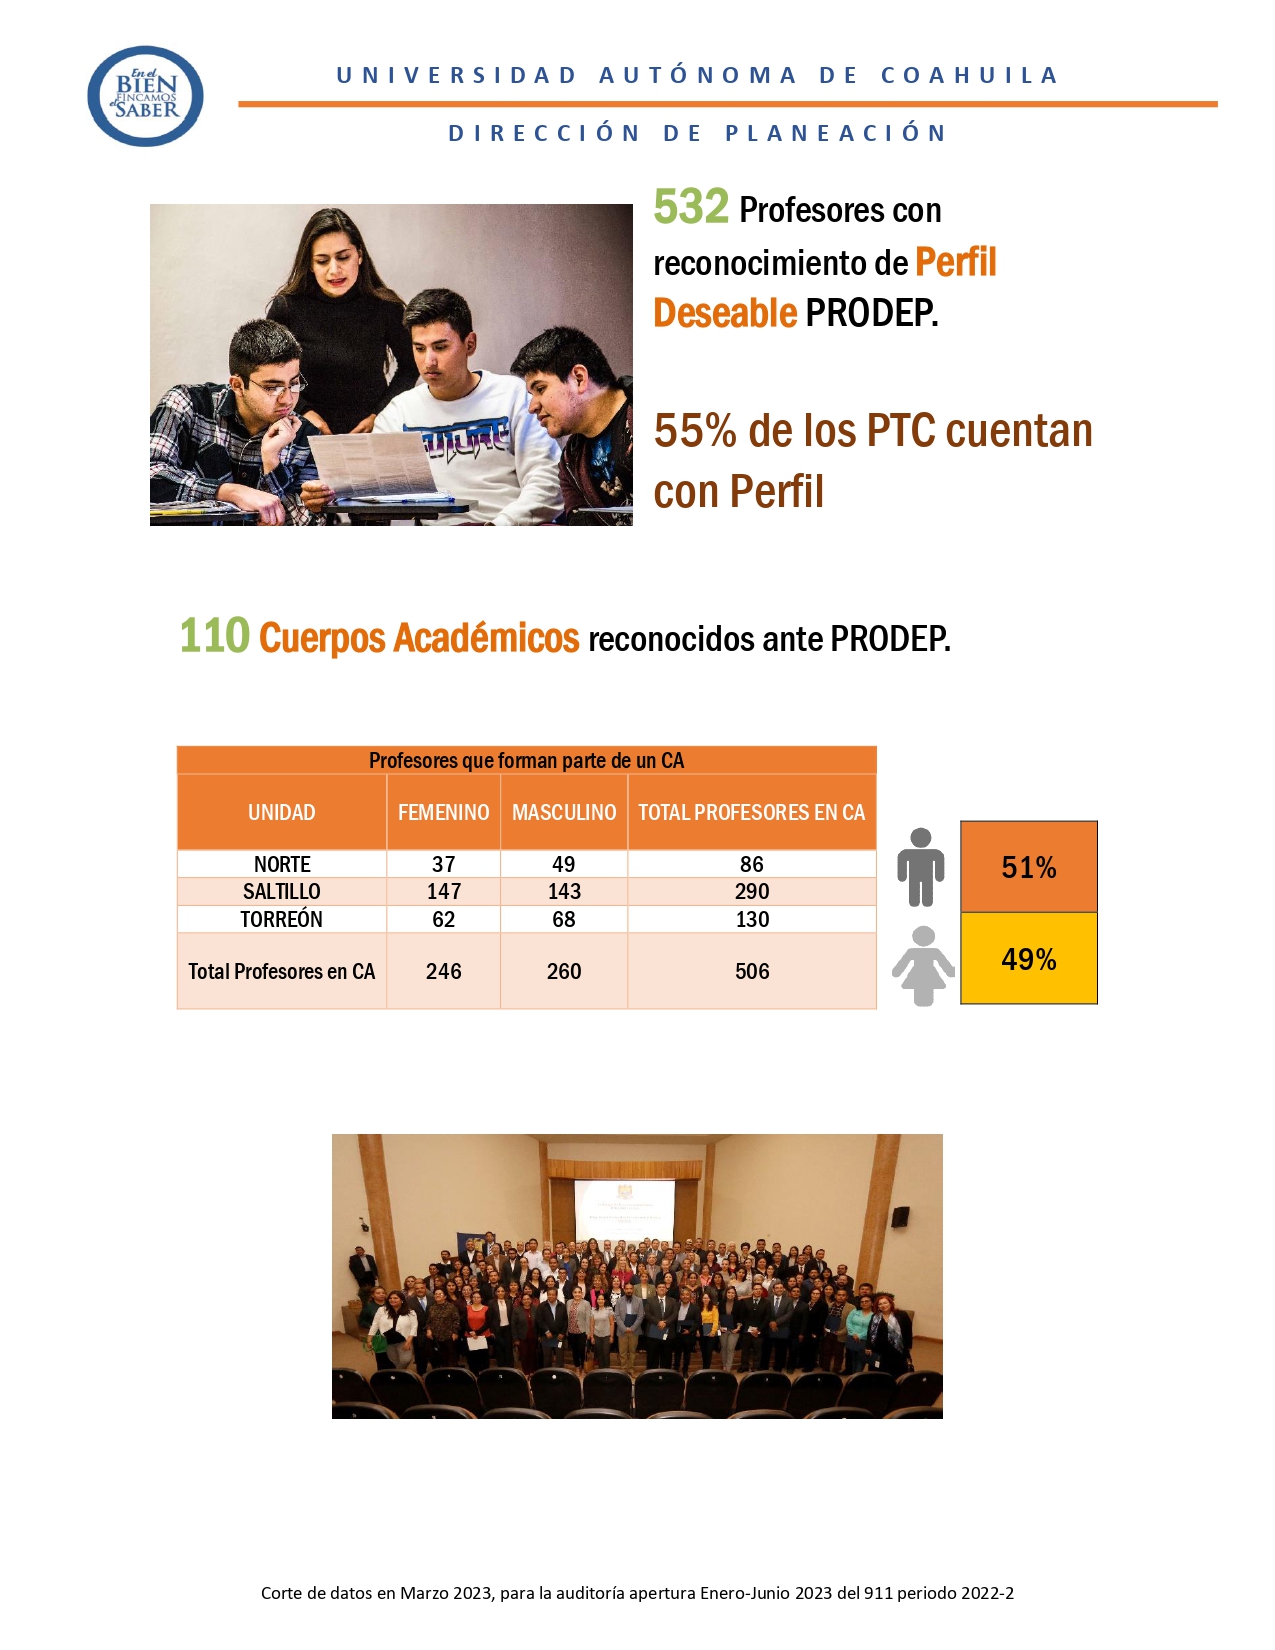 En el
BIEN
FINCAMOS
el SABER
UNIVERSIDAD AUTÓNOMA DE COAHUILA
DIRECCIÓN DE PLANEACIÓN
532 Profesores con
reconocimiento de Perfil
Deseable PRODEP.
55% de los PTC cuentan
con Perfil
110 Cuerpos Académicos reconocidos ante PRODEP.
Profesores que forman parte de un CA
UNIDAD FEMENINO MASCULINO TOTAL PROFESORES EN CA
NORTE 37 49 86
SALTILLO 147 143 290
TORREÓN 62 68 130
Total Profesores en CA 246 260 506
51%
49%
Corte de datos en Marzo 2023, para la auditoría apertura Enero-Junio 2023 del 911 periodo 2022-2